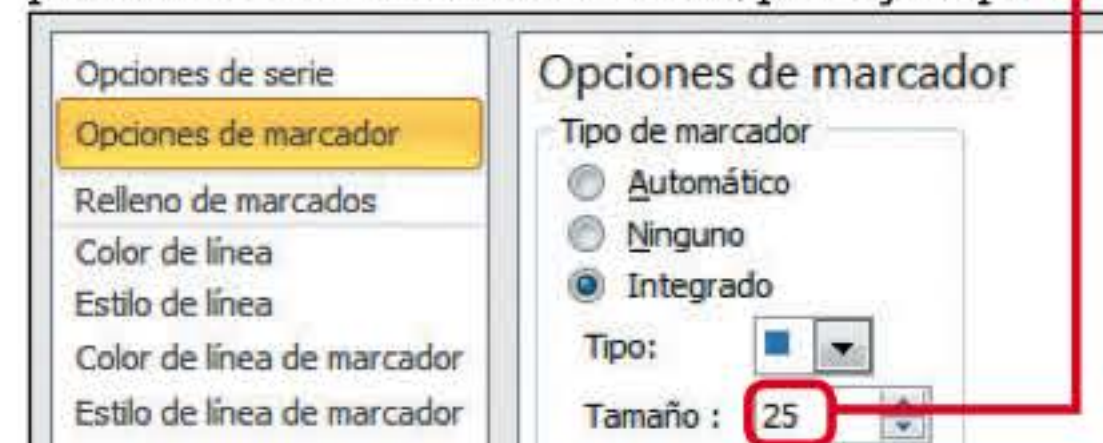 Opciones de serie
Opciones de marcador
Relleno de marcados
Color de línea
Estilo de línea
Color de línea de marcador
Estilo de línea de marcador
Opciones de marcador
Tipo de marcador
Automático
Ninguno
Integrado
Tipo:
Tamaño : 25